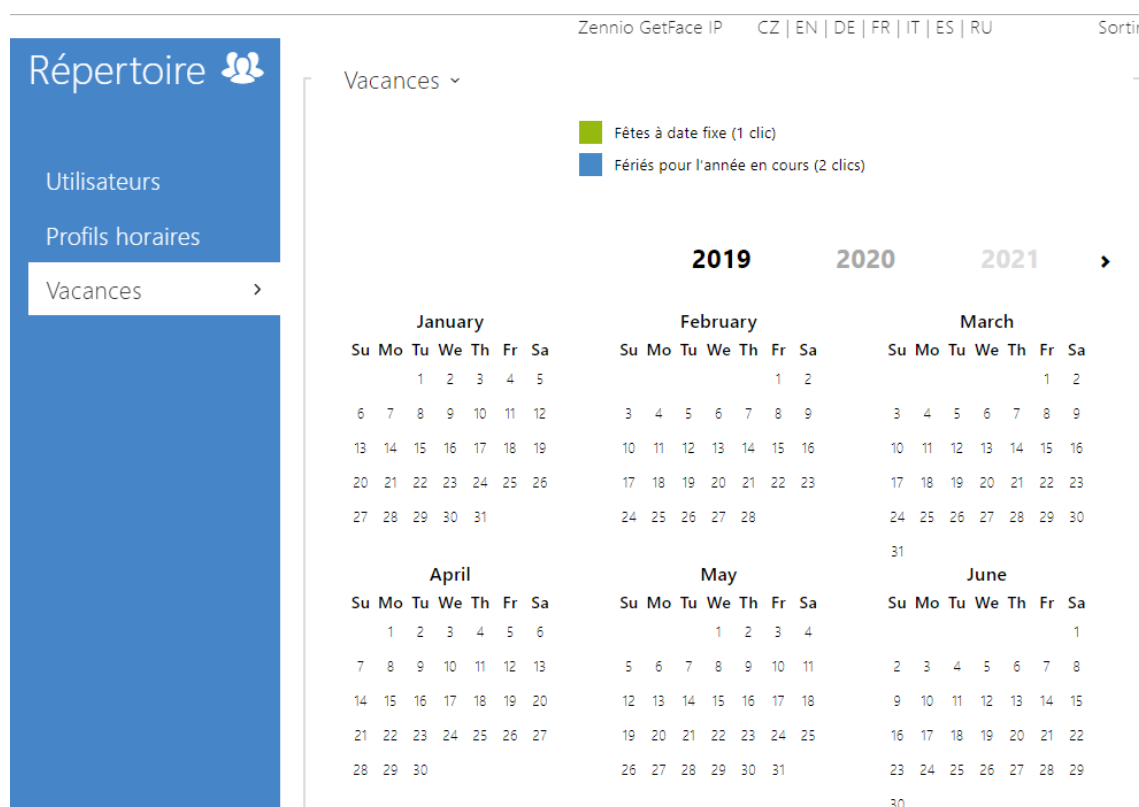 Zennio GetFace IP CZ | EN | DE | FR | IT | ES | RU
Répertoire
Utilisateurs
Profils horaires
Vacances
Vacances
Fêtes à date fixe (1 clic)
Fériés pour l'année en cours (2 clics)
2019 2020 2021
January February March
Su Mo Tu We Th Fr Sa Su Mo Tu We Th Fr Sa Su Mo Tu We Th Fr Sa
1 2 3 4 5 1 2 1 2
6 7 8 9 10 11 12 3 4 5 6 7 8 9 3 4 5 6 7 8 9
13 14 15 16 17 18 19 10 11 12 13 14 15 16 10 11 12 13 14 15 16
20 21 22 23 24 25 26 17 18 19 20 21 22 23 17 18 19 20 21 22 23
27 28 29 30 31 24 25 26 27 28 24 25 26 27 28 29 30
31
April May June
Su Mo Tu We Th Fr Sa Su Mo Tu We Th Fr Sa Su Mo Tu We Th Fr Sa
1 2 3 4 5 6 1 2 3 4 1
7 8 9 10 11 12 13 5 6 7 8 9 10 11 2 3 4 5 6 7 8
14 15 16 17 18 19 20 12 13 14 15 16 17 18 9 10 11 12 13 14 15
21 22 23 24 25 26 27 19 20 21 22 23 24 25 16 17 18 19 20 21 22
28 29 30 26 27 28 29 30 31 23 24 25 26 27 28 29
30